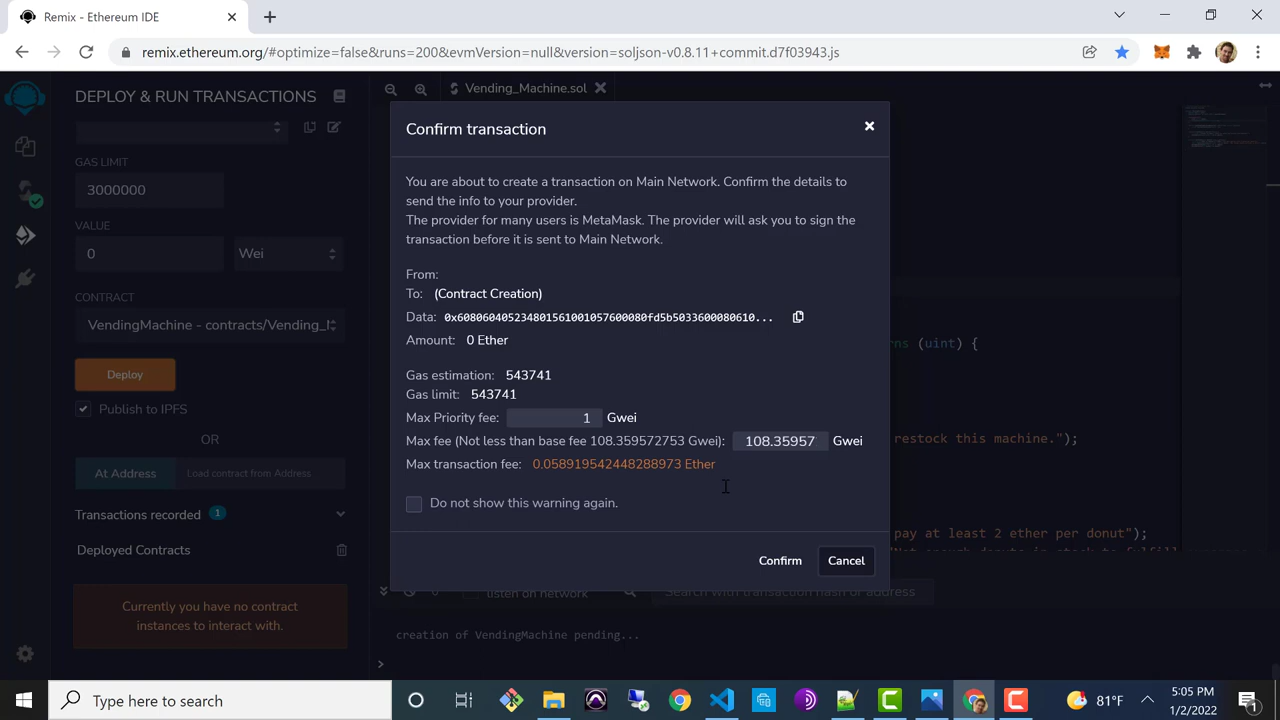 Remix - Ethereum IDE
remix.ethereum.org/#optimize=false&runs=200&evmVersion=null&version=soljson-v0.8.11+commit.d7f03943.js
DEPLOY & RUN TRANSACTIONS
GAS LIMIT
3000000
VALUE
0
Wei
CONTRACT
VendingMachine - contracts/Vending_
Deploy
Publish to IPFS
OR
At Address
Load contract from Address
Transactions recorded
1
Deployed Contracts
Currently you have no contract
instances to interact with.
Vending_Machine.sol
Confirm transaction
You are about to create a transaction on Main Network. Confirm the details to
send the info to your provider.
The provider for many users is MetaMask. The provider will ask you to sign the
transaction before it is sent to Main Network.
From:
To: (Contract Creation)
Data: 0x608060405234801561001057600080fd5b5033600080610...
Amount: 0 Ether
Gas estimation: 543741
Gas limit: 543741
Max Priority fee: 1 Gwei
Max fee (Not less than base fee 108.359572753 Gwei): 108.35957 Gwei
Max transaction fee: 0.058919542448288973 Ether
Do not show this warning again.
Confirm
Cancel
(uint) {
restock this machine.");
pay at least 2 ether per donut");
0
listen on network
Search with transaction hash or address
creation of VendingMachine pending...
>
Type here to search
81°F
5:05 PM
1/2/2022
1